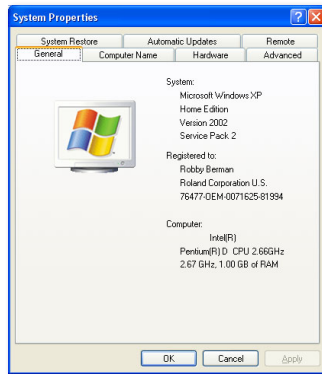 System Properties
System Restore Automatic Updates Remote
General Computer Name Hardware Advanced
System:
Microsoft Windows XP
Home Edition
Version 2002
Service Pack 2
Registered to:
Robby Berman
Roland Corporation U.S.
76477-OEM-0071625-81994
Computer:
Intel(R)
Pentium(R) D CPU 2.66GHz
2.67 GHz, 1.00 GB of RAM
OK Cancel Apply